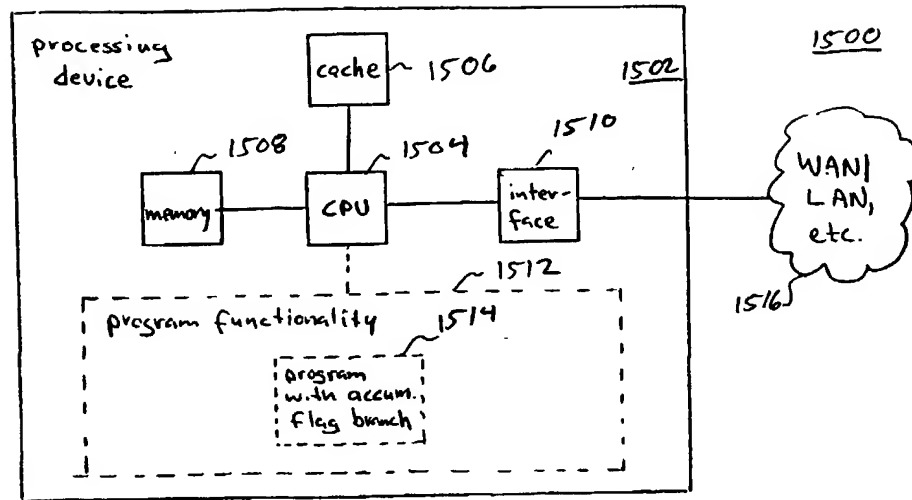 processing
device
cache
1506
1502
1500
1508
1504
1510
memory
CPU
inter-
face
WAN/
LAN,
etc.
1516
1512
program functionality
1514
program
with accum.
flag branch